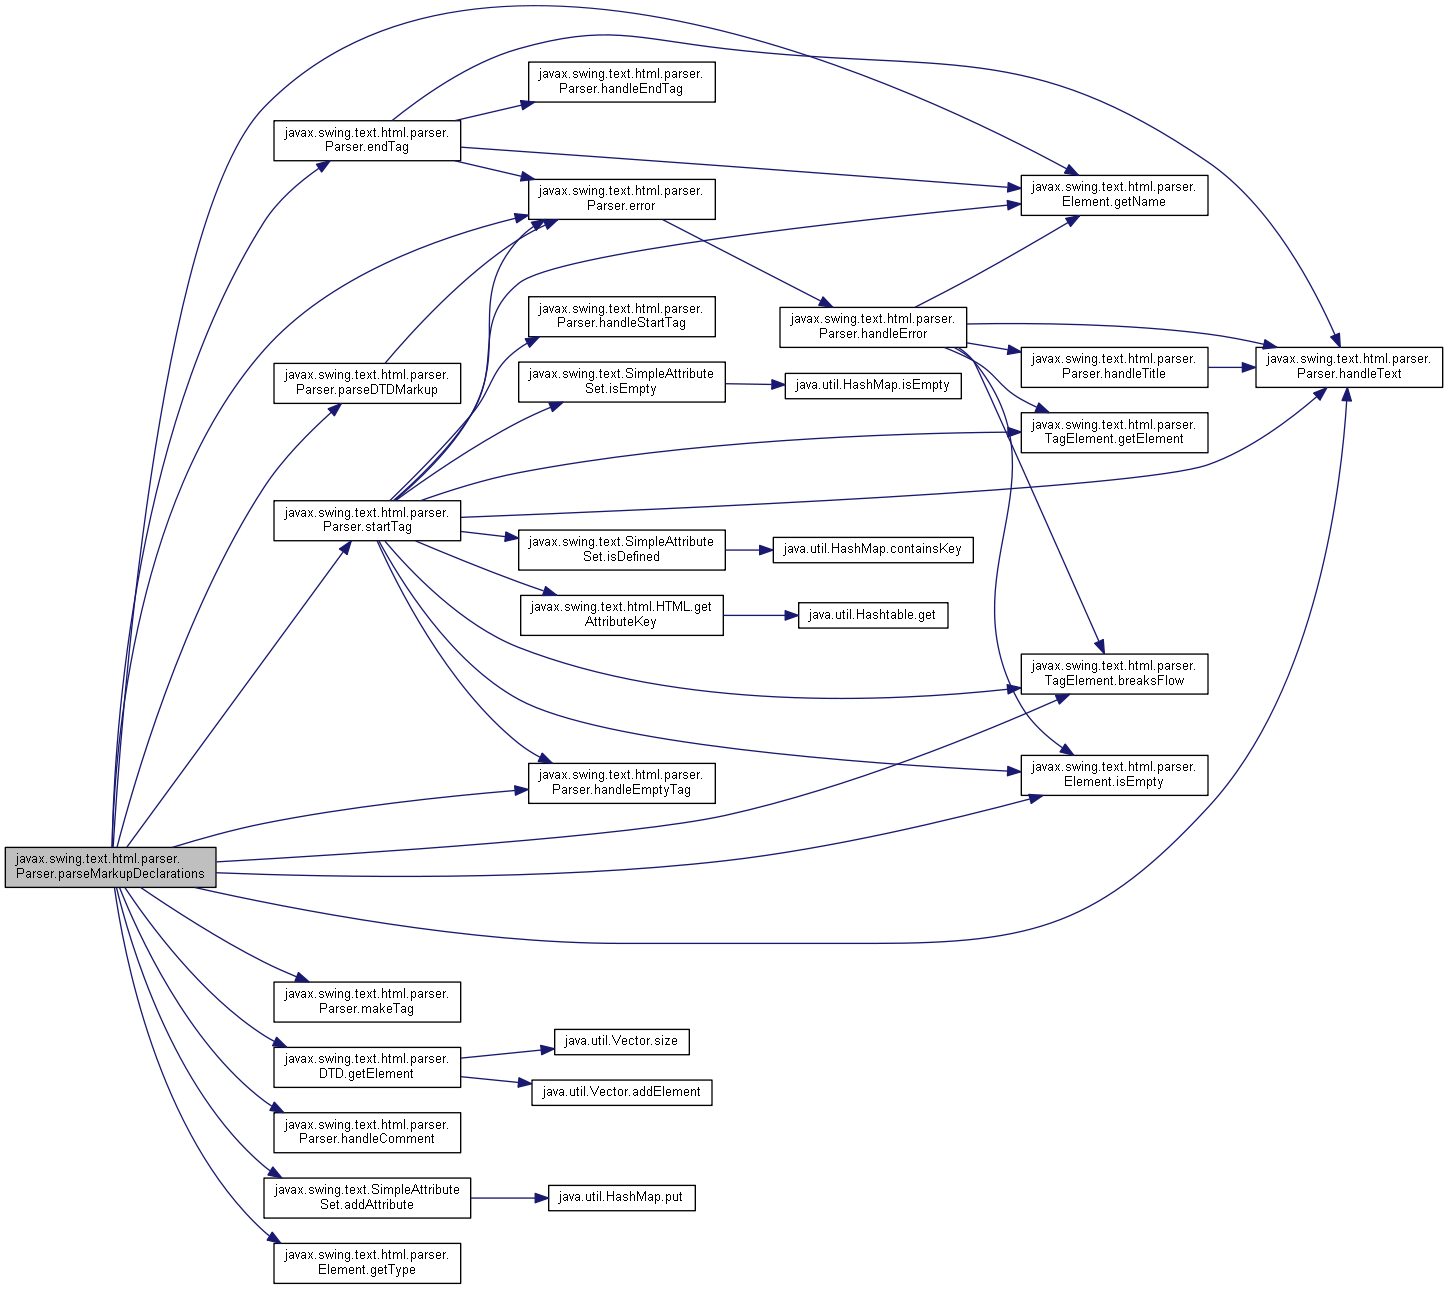 javax.swing.text.html.parser.
Parser.handleEndTag
javax.swing.text.html.parser.
Parser.endTag
javax.swing.text.html.parser.
Parser.error
javax.swing.text.html.parser.
Element.getName
javax.swing.text.html.parser.
Parser.handleStartTag
javax.swing.text.html.parser.
Parser.handleError
javax.swing.text.html.parser.
Parser.handleTitle
javax.swing.text.html.parser.
Parser.handleText
javax.swing.text.html.parser.
Parser.parseDTDMarkup
javax.swing.text.SimpleAttribute
Set.isEmpty
java.util.HashMap.isEmpty
javax.swing.text.html.parser.
TagElement.getElement
javax.swing.text.html.parser.
Parser.startTag
javax.swing.text.SimpleAttribute
Set.isDefined
java.util.HashMap.containsKey
javax.swing.text.html.HTML.get
AttributeKey
java.util.Hashtable.get
javax.swing.text.html.parser.
TagElement.breaksFlow
javax.swing.text.html.parser.
Parser.handleEmptyTag
javax.swing.text.html.parser.
Element.isEmpty
javax.swing.text.html.parser.
Parser.parseMarkupDeclarations
javax.swing.text.html.parser.
Parser.makeTag
javax.swing.text.html.parser.
DTD.getElement
java.util.Vector.size
java.util.Vector.addElement
javax.swing.text.html.parser.
Parser.handleComment
javax.swing.text.SimpleAttribute
Set.addAttribute
java.util.HashMap.put
javax.swing.text.html.parser.
Element.getType